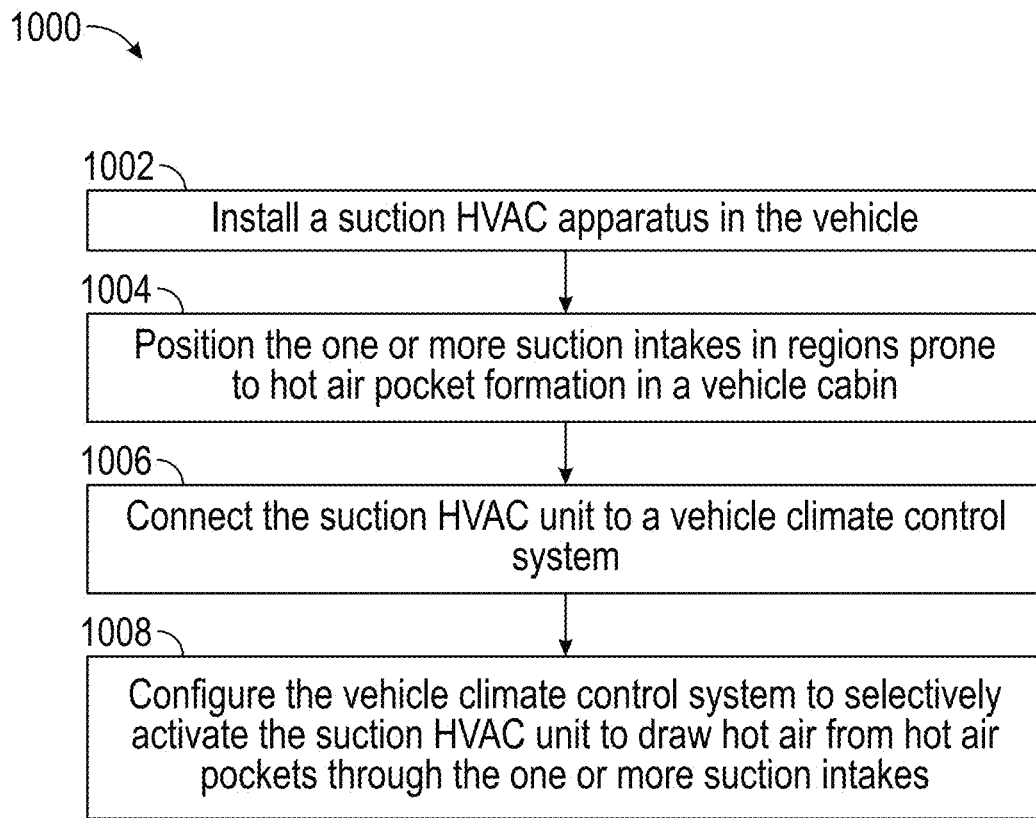 1000
1002
Install a suction HVAC apparatus in the vehicle
1004
Position the one or more suction intakes in regions prone
to hot air pocket formation in a vehicle cabin
1006
Connect the suction HVAC unit to a vehicle climate control
system
1008
Configure the vehicle climate control system to selectively
activate the suction HVAC unit to draw hot air from hot air
pockets through the one or more suction intakes